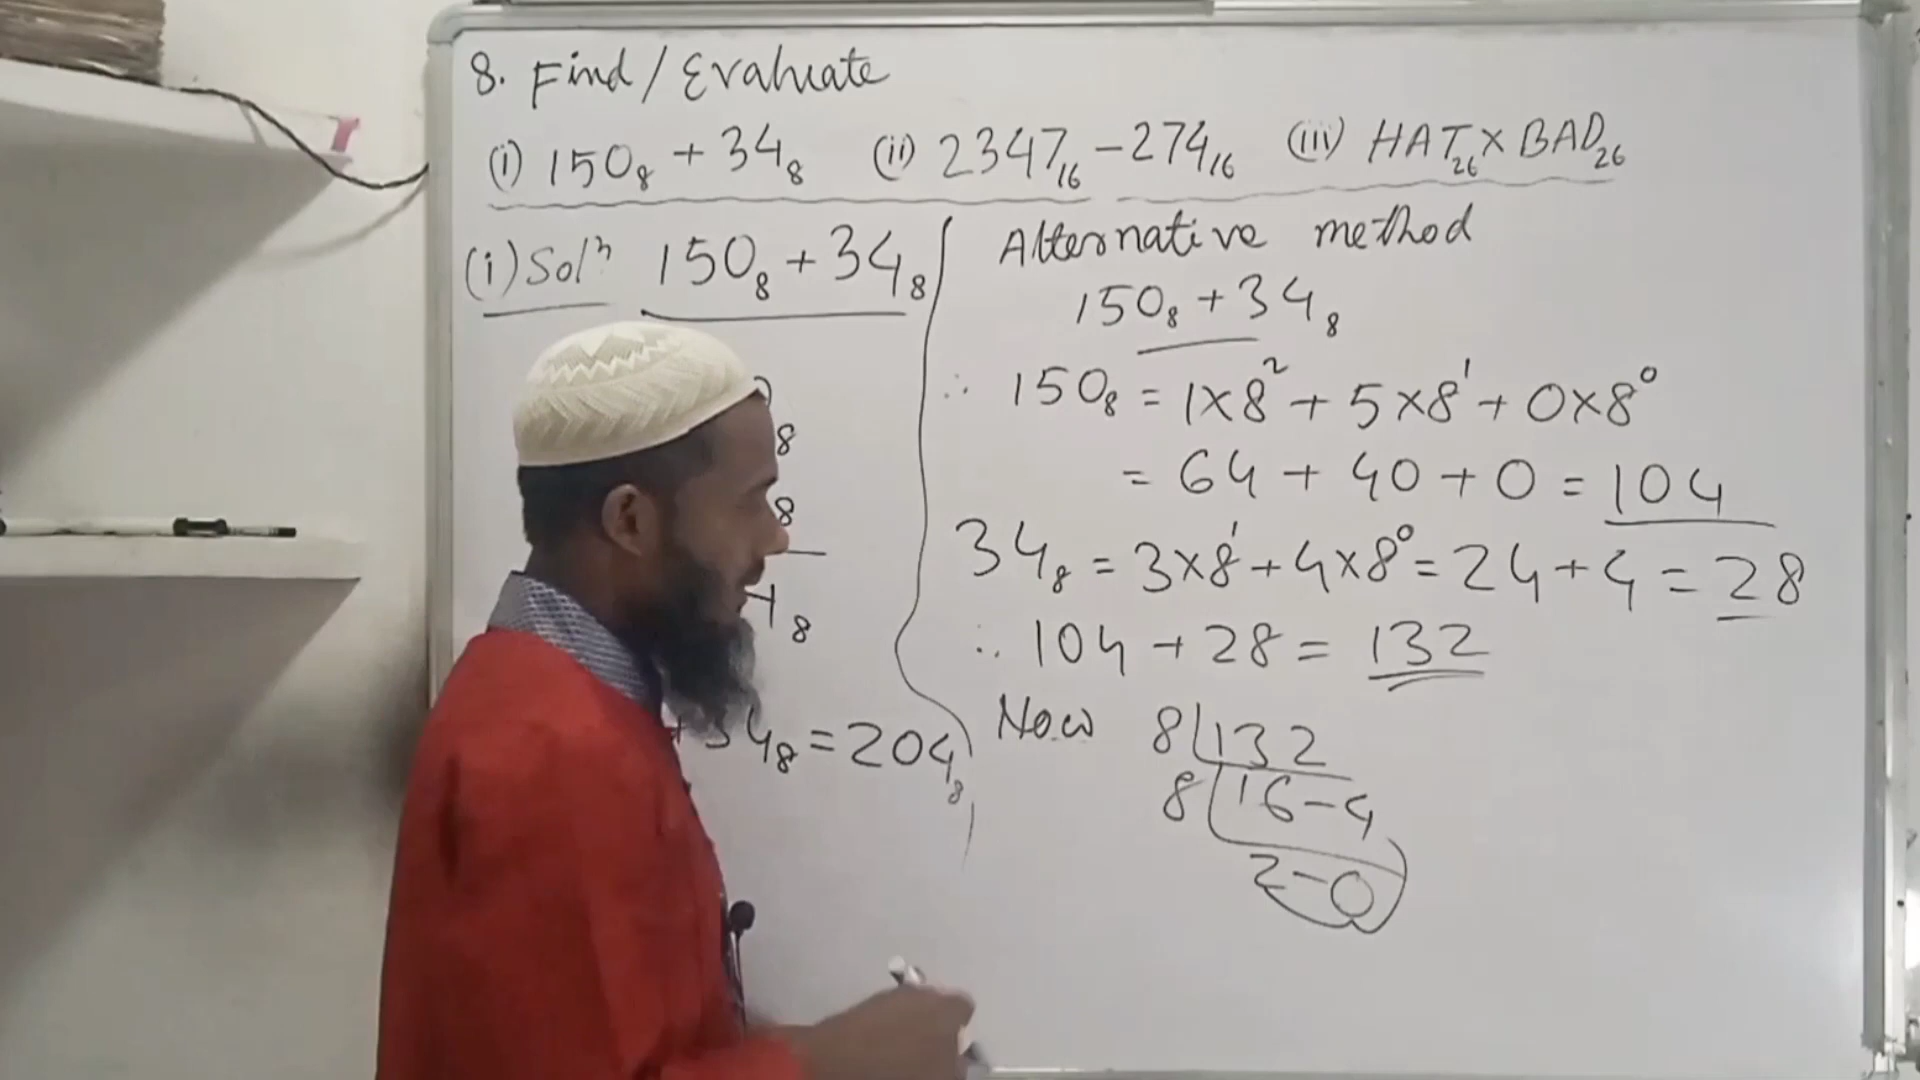 8. Find/Evaluate
(i) 150₈ + 34₈ (ii) 2347₁₆ - 274₁₆ (iii) HAT₂₆ × BAD₂₆
(i) Solⁿ 150₈ + 34₈
8
8
4₈
+ 34₈ = 204₈
Alternative method
150₈ + 34₈
∴ 150₈ = 1×8² + 5×8¹ + 0×8⁰
= 64 + 40 + 0 = 104
34₈ = 3×8¹ + 4×8⁰ = 24 + 4 = 28
∴ 104 + 28 = 132
Now 8 132
8 16 - 4
2 - 0